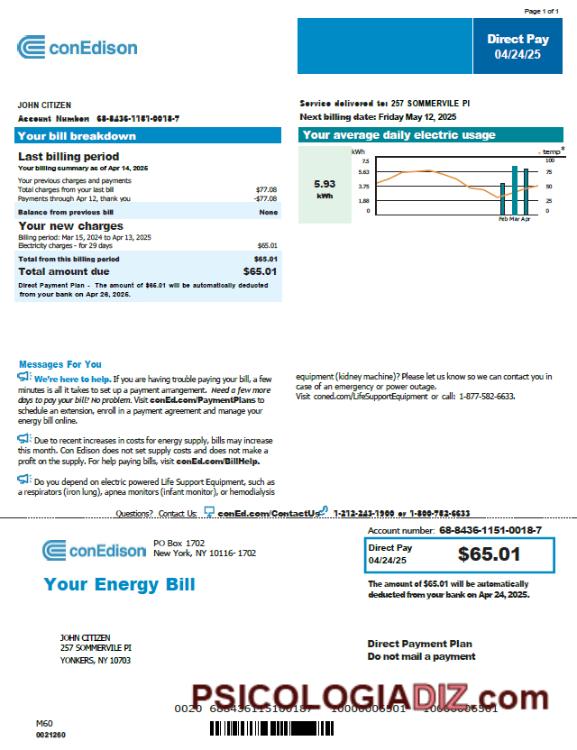 Page 1 of 1
conEdison
Direct Pay
04/24/25
JOHN CITIZEN
Account Number 68-8436-1151-0018-7
Service delivered to: 257 SOMMERVILE PI
Next billing date: Friday May 12, 2025
Your bill breakdown
Last billing period
Your billing summary as of Apr 14, 2025
Your previous charges and payments
Total charges from your last bill $77.08
Payments through Apr 12, thank you -$77.08
Balance from previous bill None
Your new charges
Billing period: Mar 15, 2024 to Apr 13, 2025
Electricity charges - for 29 days $65.01
Total from this billing period $65.01
Total amount due $65.01
Direct Payment Plan - The amount of $65.01 will be automatically deducted
from your bank on Apr 26, 2025.
Your average daily electric usage
5.93
kWh
kWh temp°
7.5 100
5.63 75
3.75 50
1.88 25
0 0
Feb Mar Apr
Messages For You
We're here to help. If you are having trouble paying your bill, a few
minutes is all it takes to set up a payment arrangement. Need a few more
days to pay your bill? No problem. Visit conEd.com/PaymentPlans to
schedule an extension, enroll in a payment agreement and manage your
energy bill online.
Due to recent increases in costs for energy supply, bills may increase
this month. Con Edison does not set supply costs and does not make a
profit on the supply. For help paying bills, visit conEd.com/BillHelp.
Do you depend on electric powered Life Support Equipment, such as
a respirators (iron lung), apnea monitors (infant monitor), or hemodialysis
equipment (kidney machine)? Please let us know so we can contact you in
case of an emergency or power outage.
Visit coned.com/LifeSupportEquipment or call: 1-877-582-6633.
Questions? Contact Us: conEd.com/ContactUs 1-212-243-1900 or 1-800-752-6633
conEdison
PO Box 1702
New York, NY 10116- 1702
Account number: 68-8436-1151-0018-7
Direct Pay
04/24/25
$65.01
Your Energy Bill
The amount of $65.01 will be automatically
deducted from your bank on Apr 24, 2025.
JOHN CITIZEN
257 SOMMERVILE PI
YONKERS, NY 10703
Direct Payment Plan
Do not mail a payment
PSICOLOGIADIZ.com
0020 688436115100187 10000006501 10000006501
M60
0021260